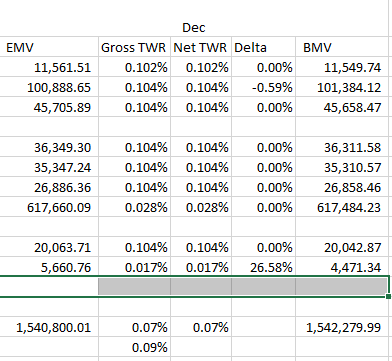 Dec
EMV Gross TWR Net TWR Delta BMV
11,561.51 0.102% 0.102% 0.00% 11,549.74
100,888.65 0.104% 0.104% -0.59% 101,384.12
45,705.89 0.104% 0.104% 0.00% 45,658.47
36,349.30 0.104% 0.104% 0.00% 36,311.58
35,347.24 0.104% 0.104% 0.00% 35,310.57
26,886.36 0.104% 0.104% 0.00% 26,858.46
617,660.09 0.028% 0.028% 0.00% 617,484.23
20,063.71 0.104% 0.104% 0.00% 20,042.87
5,660.76 0.017% 0.017% 26.58% 4,471.34
1,540,800.01 0.07% 0.07% 1,542,279.99
0.09%